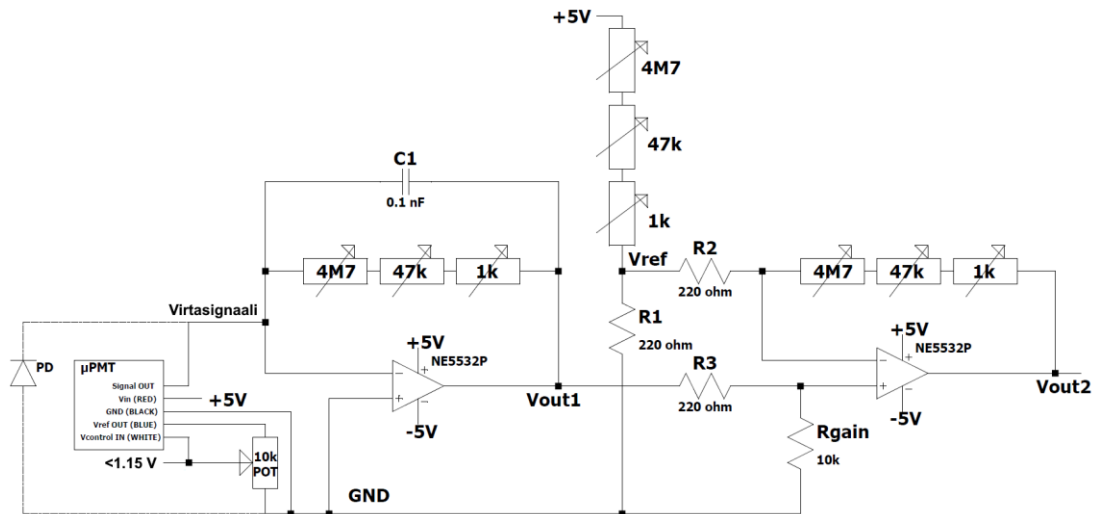 +5V
4M7
47k
1k
C1
0.1 nF
4M7
47k
1k
Vref
R2
220 ohm
4M7
47k
1k
Virtasignaali
R1
220 ohm
PD
µPMT
Signal OUT
Vin (RED)
GND (BLACK)
Vref OUT (BLUE)
Vcontrol IN (WHITE)
+5V
<1.15 V
10k
POT
+5V
NE5532P
-
+
+
-
-5V
Vout1
R3
220 ohm
+5V
NE5532P
-
+
+
-
-5V
Vout2
Rgain
10k
GND